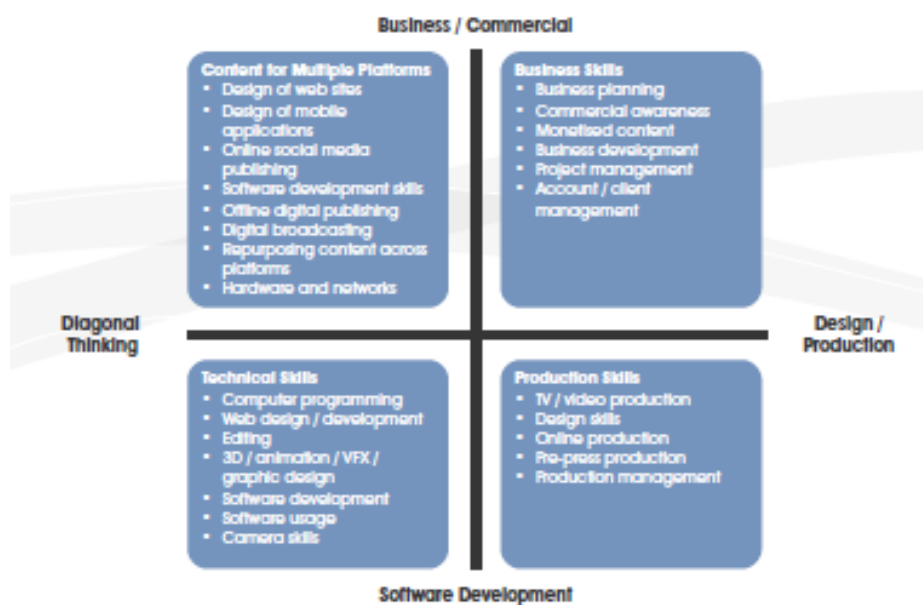 Business / Commercial
Content for Multiple Platforms
▪ Design of web sites
▪ Design of mobile
applications
▪ Online social media
publishing
▪ Software development skills
▪ Offline digital publishing
▪ Digital broadcasting
▪ Repurposing content across
platforms
▪ Hardware and networks
Business Skills
▪ Business planning
▪ Commercial awareness
▪ Monetised content
▪ Business development
▪ Project management
▪ Account / client
management
Diagonal
Thinking
Design /
Production
Technical Skills
▪ Computer programming
▪ Web design / development
▪ Editing
▪ 3D / animation / VFX /
graphic design
▪ Software development
▪ Software usage
▪ Camera skills
Production Skills
▪ TV / video production
▪ Design skills
▪ Online production
▪ Pre-press production
▪ Production management
Software Development